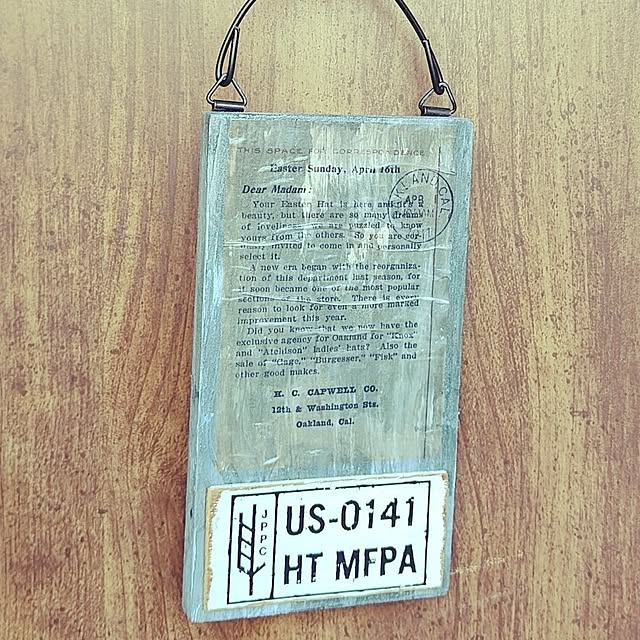 THIS SPACE FOR CORRESPONDENCE
Easter Sunday, April 16th
Dear Madam:
Your Easter Hat is here and it's a
beauty, but there are so many dreams
of loveliness we are puzzled to know
yours from the others. So you are cor-
dially invited to come in and personally
select it.
A new era began with the reorganiza-
tion of this department last season, for
it soon became one of the most popular
sections of the store. There is every
reason to look for even a more marked
improvement this year.
Did you know that we now have the
exclusive agency for Oakland for "Knox"
and "Atchison" ladies' hats? Also the
sale of "Gage," "Burgesser," "Fisk" and
other good makes.
H. C. CAPWELL CO.
12th & Washington Sts.
Oakland, Cal.
KLAND, CAL.
APR
JPPC
US-0141
HT MFPA